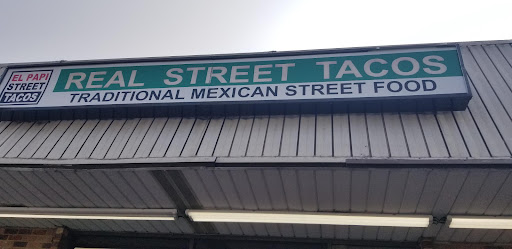 EL PAPI
STREET
TACOS
REAL STREET TACOS
TRADITIONAL MEXICAN STREET FOOD